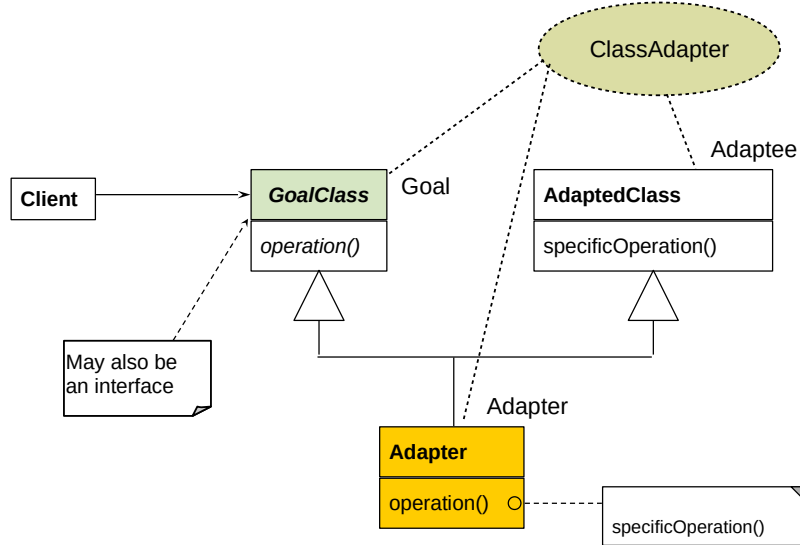 ClassAdapter
Adaptee
Client
GoalClass
Goal
AdaptedClass
operation()
specificOperation()
May also be
an interface
Adapter
Adapter
operation()
specificOperation()